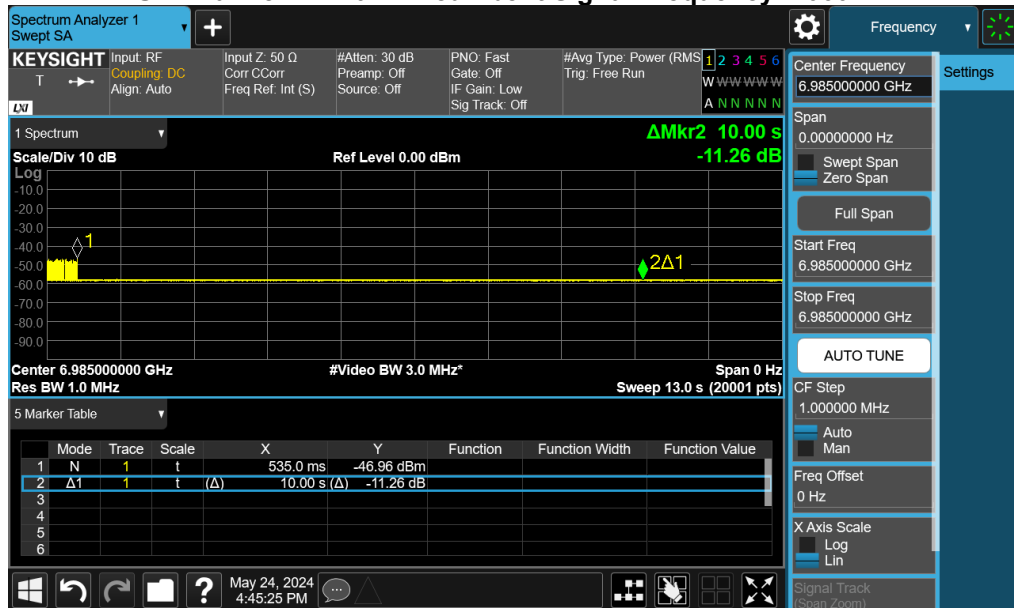 Spectrum Analyzer 1
Swept SA
Frequency
KEYSIGHT
T
LXI
Input: RF
Coupling: DC
Align: Auto
Input Z: 50 Ω
Corr CCorr
Freq Ref: Int (S)
#Atten: 30 dB
Preamp: Off
Source: Off
PNO: Fast
Gate: Off
IF Gain: Low
Sig Track: Off
#Avg Type: Power (RMS
Trig: Free Run
1 2 3 4 5 6
W W W W W W
A N N N N N
Center Frequency
6.985000000 GHz
Settings
1 Spectrum
ΔMkr2 10.00 s
-11.26 dB
Scale/Div 10 dB
Ref Level 0.00 dBm
Log
-10.0
-20.0
-30.0
-40.0
-50.0
-60.0
-70.0
-80.0
-90.0
1
2Δ1
Center 6.985000000 GHz
#Video BW 3.0 MHz*
Span 0 Hz
Res BW 1.0 MHz
Sweep 13.0 s (20001 pts)
Span
0.00000000 Hz
Swept Span
Zero Span
Full Span
Start Freq
6.985000000 GHz
Stop Freq
6.985000000 GHz
AUTO TUNE
CF Step
1.000000 MHz
Auto
Man
Freq Offset
0 Hz
X Axis Scale
Log
Lin
Signal Track
(Span Zoom)
5 Marker Table
Mode Trace Scale X Y Function Function Width Function Value
1 N 1 t 535.0 ms -46.96 dBm
2 Δ1 1 t (Δ) 10.00 s (Δ) -11.26 dB
3
4
5
6
May 24, 2024
4:45:25 PM